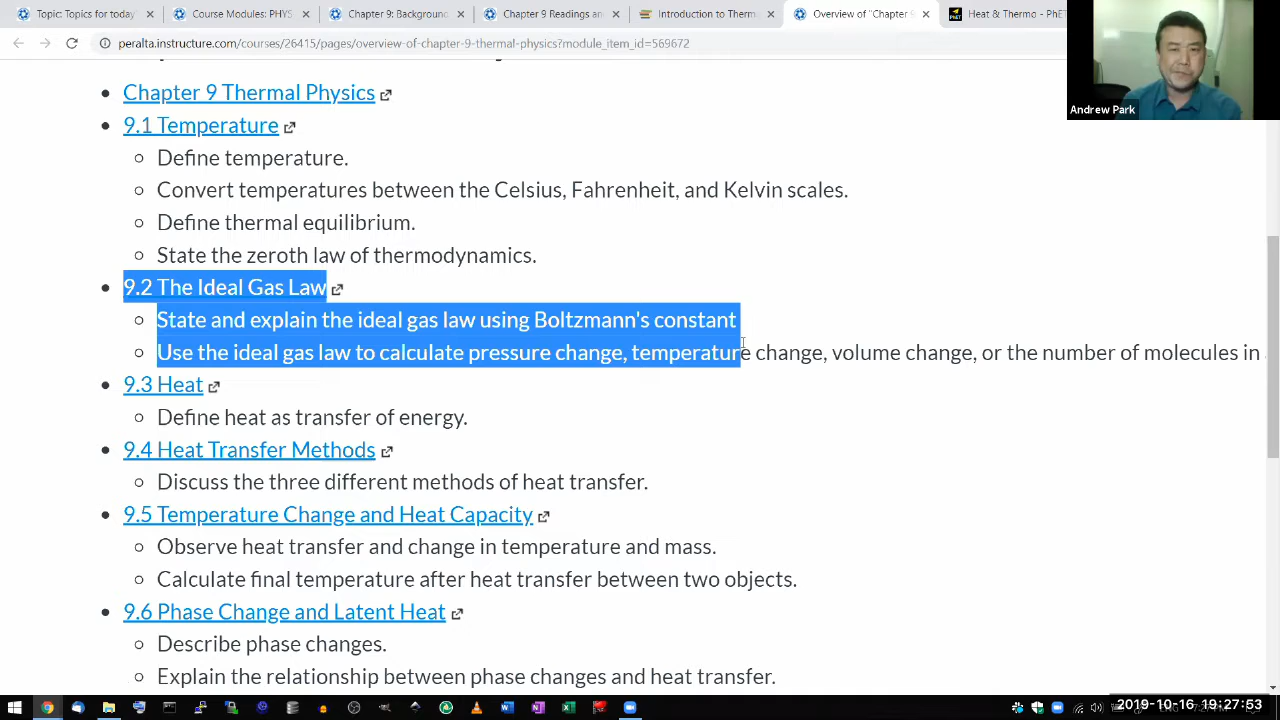 Topic: Topics for today'
Course Modules: PHYS
Chapter 9: Background
Chapter 9 Readings an
Introduction to Therm
Overview of "Chapter 9
Heat & Thermo - PhET
peralta.instructure.com/courses/26415/pages/overview-of-chapter-9-thermal-physics?module_item_id=569672
Andrew Park
Chapter 9 Thermal Physics
9.1 Temperature
Define temperature.
Convert temperatures between the Celsius, Fahrenheit, and Kelvin scales.
Define thermal equilibrium.
State the zeroth law of thermodynamics.
9.2 The Ideal Gas Law
State and explain the ideal gas law using Boltzmann's constant
Use the ideal gas law to calculate pressure change, temperature change, volume change, or the number of molecules in
9.3 Heat
Define heat as transfer of energy.
9.4 Heat Transfer Methods
Discuss the three different methods of heat transfer.
9.5 Temperature Change and Heat Capacity
Observe heat transfer and change in temperature and mass.
Calculate final temperature after heat transfer between two objects.
9.6 Phase Change and Latent Heat
Describe phase changes.
Explain the relationship between phase changes and heat transfer.
2019-10-16 19:27:53